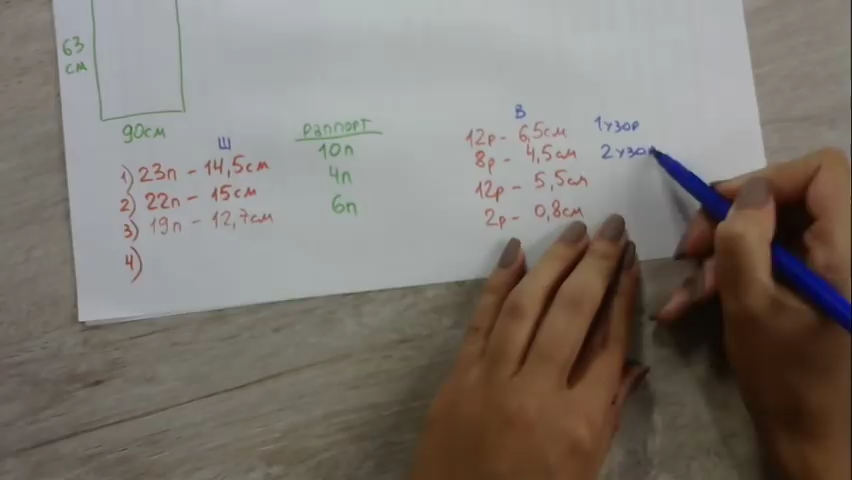 63
см
90см
Ш
1) 23п - 14,5см
2) 22п - 15см
3) 19п - 12,7см
4)
раппорт
10п
4п
6п
В
12р - 6,5см
8р - 4,5см
12р - 5,5см
2р - 0,8см
1узор
2узор